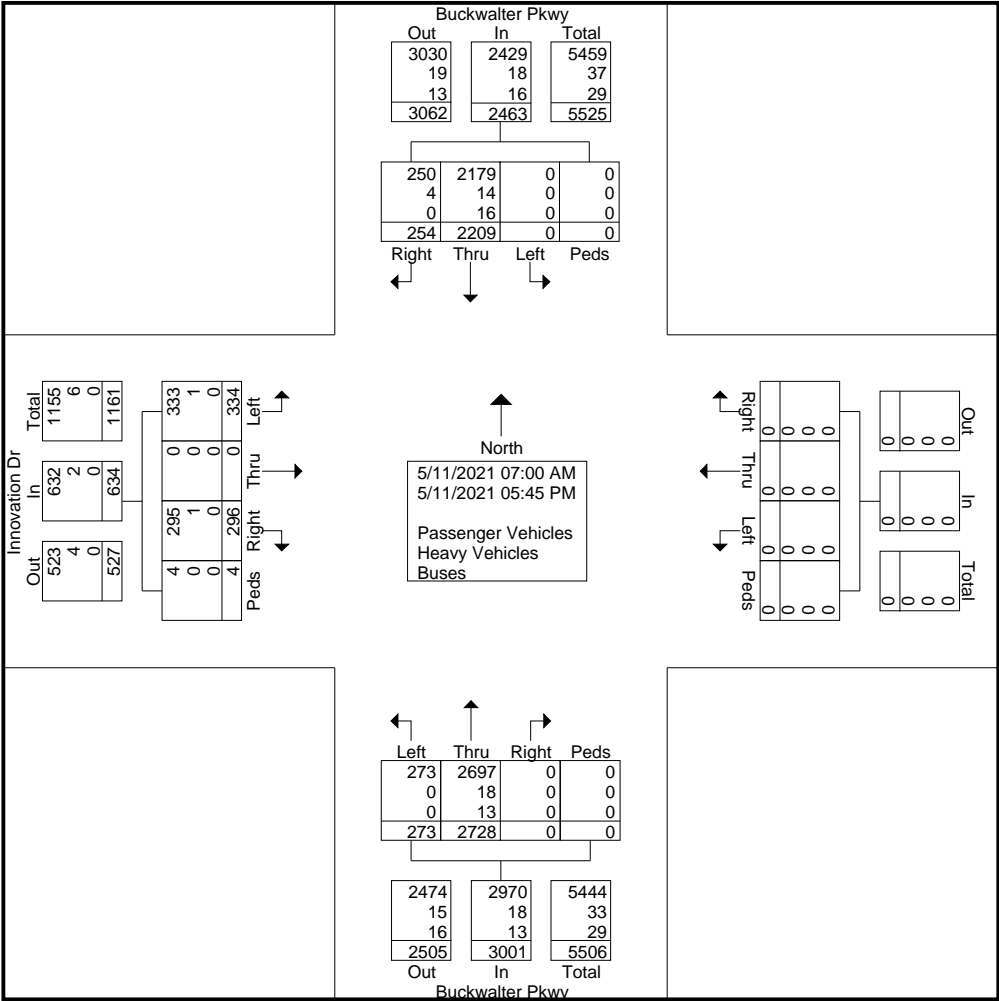 Buckwalter Pkwy
Out In Total
3030 2429 5459
19 18 37
13 16 29
3062 2463 5525
250 2179 0 0
4 14 0 0
0 16 0 0
254 2209 0 0
Right Thru Left Peds
Innovation Dr
Total
1155
6
0
1161
In
632
2
0
634
Out
523
4
0
527
Left
333
1
0
334
Thru
0
0
0
0
Right
295
1
0
296
Peds
4
0
0
4
North
5/11/2021 07:00 AM
5/11/2021 05:45 PM
Passenger Vehicles
Heavy Vehicles
Buses
Right
0
0
0
0
Thru
0
0
0
0
Left
0
0
0
0
Peds
0
0
0
0
Out
0
0
0
0
In
0
0
0
0
Total
0
0
0
0
Left Thru Right Peds
273 2697 0 0
0 18 0 0
0 13 0 0
273 2728 0 0
2474 2970 5444
15 18 33
16 13 29
2505 3001 5506
Out In Total
Buckwalter Pkwy